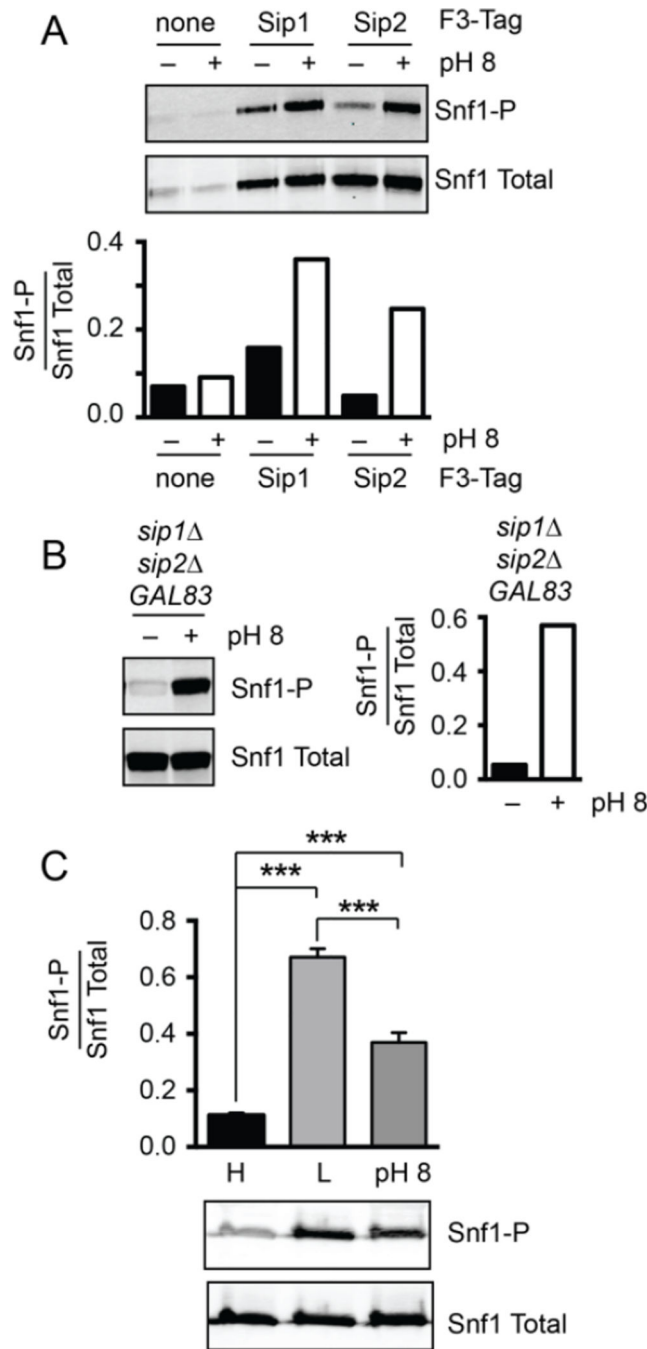 A
none Sip1 Sip2 F3-Tag
– + – + – + pH 8
Snf1-P
Snf1 Total
Snf1-P
Snf1 Total
0.4
0.2
0.0
– + – + – + pH 8
none Sip1 Sip2 F3-Tag
B
sip1Δ
sip2Δ
GAL83
– + pH 8
Snf1-P
Snf1 Total
sip1Δ
sip2Δ
GAL83
Snf1-P
Snf1 Total
0.6
0.4
0.2
0.0
– + pH 8
C
***
***
***
Snf1-P
Snf1 Total
0.8
0.6
0.4
0.2
0.0
H L pH 8
Snf1-P
Snf1 Total